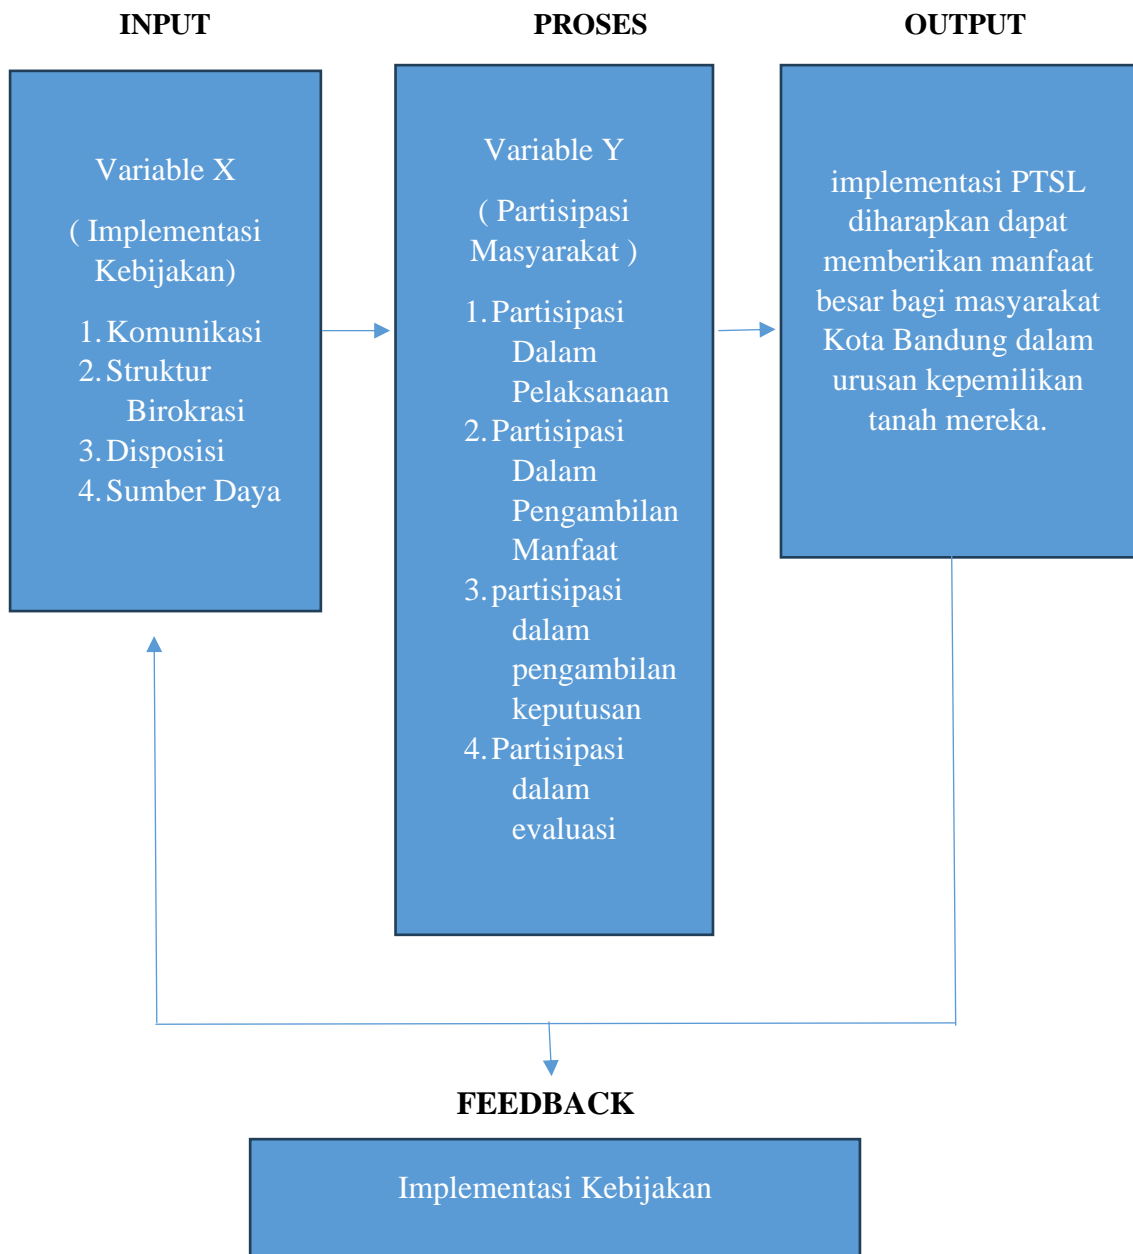 INPUT
PROSES
OUTPUT
Variable X
( Implementasi
Kebijakan)
1. Komunikasi
2. Struktur
Birokrasi
3. Disposisi
4. Sumber Daya
Variable Y
( Partisipasi
Masyarakat )
1. Partisipasi
Dalam
Pelaksanaan
2. Partisipasi
Dalam
Pengambilan
Manfaat
3. partisipasi
dalam
pengambilan
keputusan
4. Partisipasi
dalam
evaluasi
implementasi PTSL
diharapkan dapat
memberikan manfaat
besar bagi masyarakat
Kota Bandung dalam
urusan kepemilikan
tanah mereka.
FEEDBACK
Implementasi Kebijakan